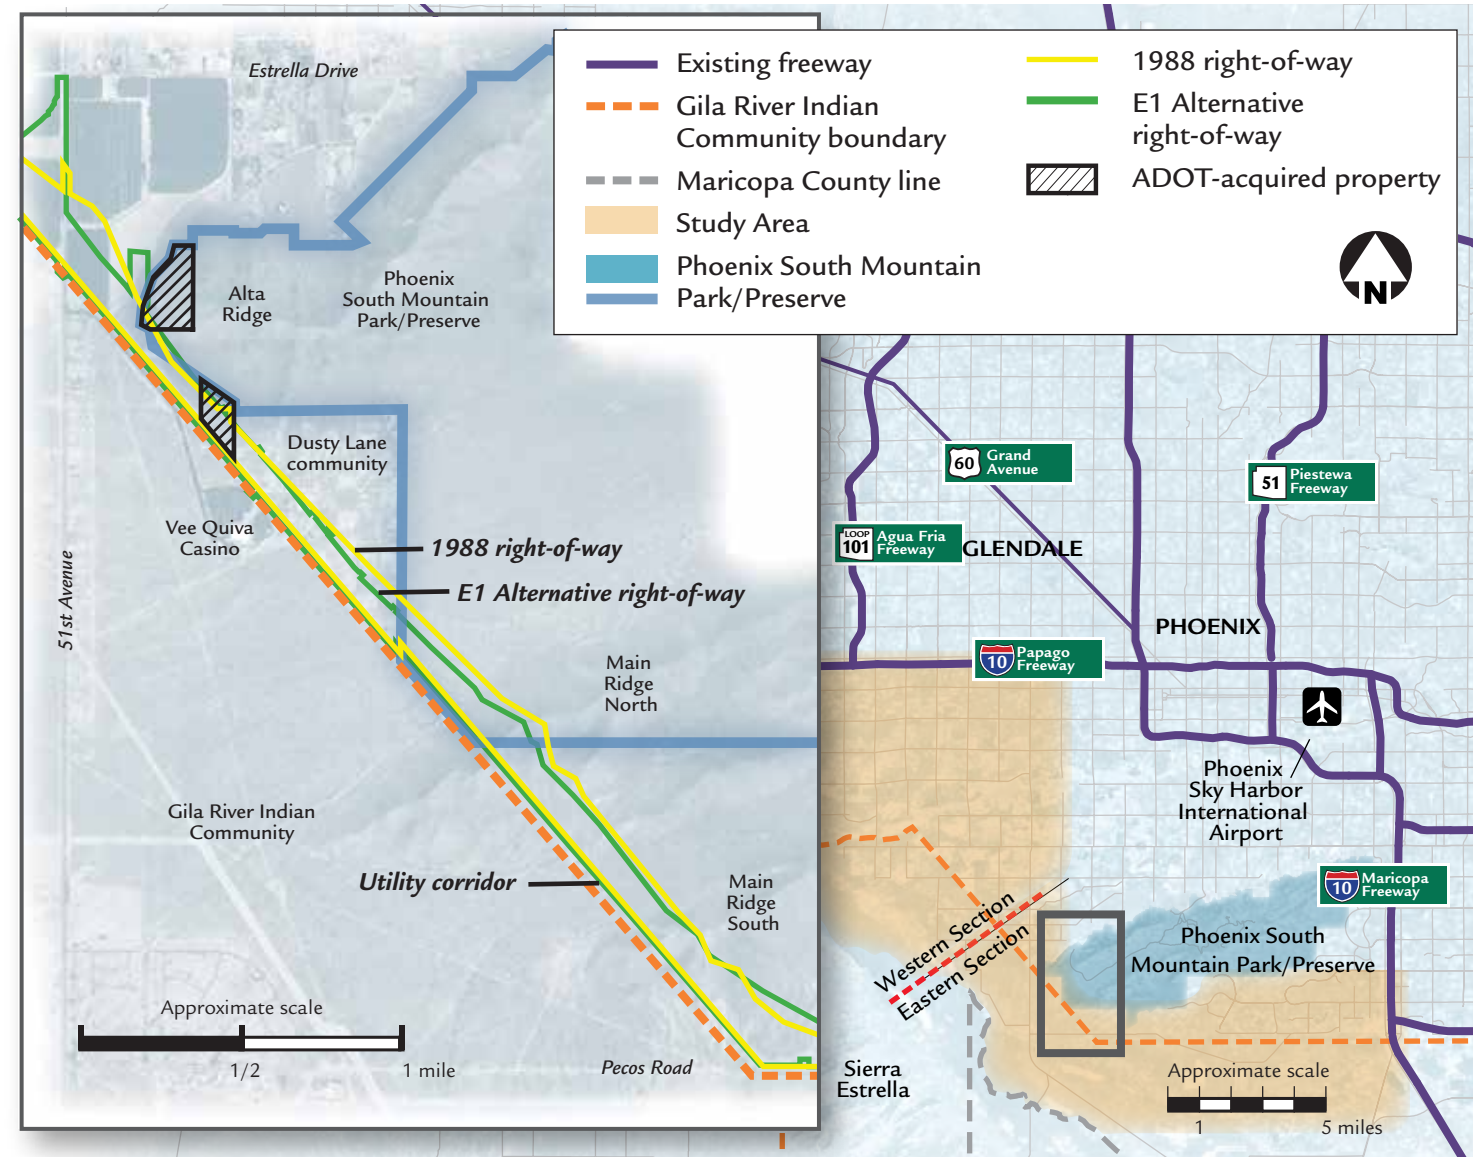 Estrella Drive
Existing freeway
Gila River Indian
Community boundary
Maricopa County line
Study Area
Phoenix South Mountain
Park/Preserve
1988 right-of-way
E1 Alternative
right-of-way
ADOT-acquired property
N
Alta
Ridge
Phoenix
South Mountain
Park/Preserve
Dusty Lane
community
Vee Quiva
Casino
1988 right-of-way
E1 Alternative right-of-way
51st Avenue
Main
Ridge
North
Gila River Indian
Community
Utility corridor
Main
Ridge
South
Approximate scale
1/2
1 mile
Pecos Road
60
Grand
Avenue
51
Piestewa
Freeway
LOOP
101
Agua Fria
Freeway
GLENDALE
PHOENIX
10
Papago
Freeway
Phoenix
Sky Harbor
International
Airport
10
Maricopa
Freeway
Western Section
Eastern Section
Phoenix South
Mountain Park/Preserve
Sierra
Estrella
Approximate scale
1
5 miles